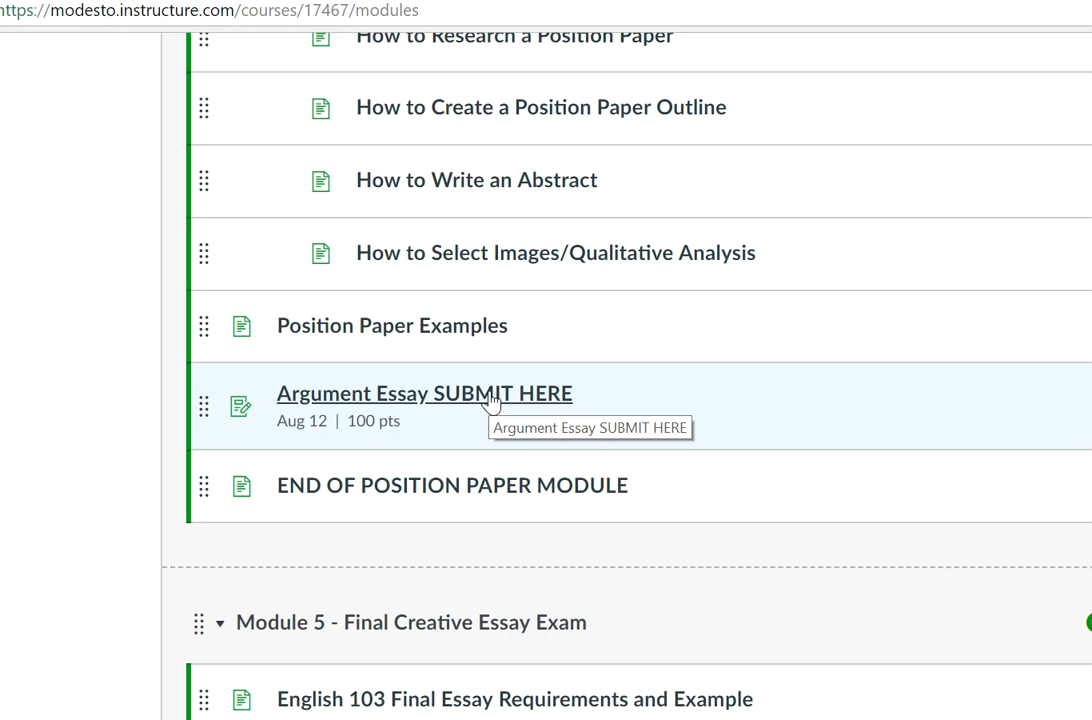 https://modesto.instructure.com/courses/17467/modules
How to Research a Position Paper
How to Create a Position Paper Outline
How to Write an Abstract
How to Select Images/Qualitative Analysis
Position Paper Examples
Argument Essay SUBMIT HERE
Aug 12 | 100 pts
Argument Essay SUBMIT HERE
END OF POSITION PAPER MODULE
Module 5 - Final Creative Essay Exam
English 103 Final Essay Requirements and Example